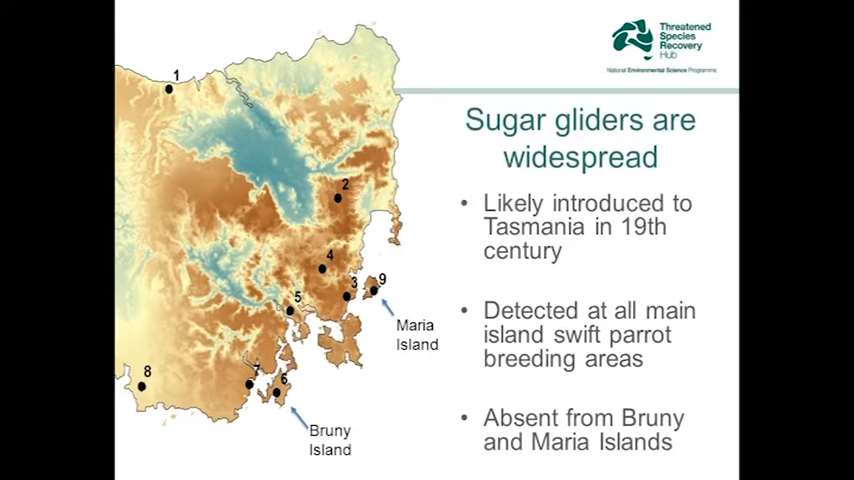 Threatened
Species
Recovery
Hub
National Environmental Science Programme
Sugar gliders are
widespread
• Likely introduced to
Tasmania in 19th
century
• Detected at all main
island swift parrot
breeding areas
• Absent from Bruny
and Maria Islands
1
2
4
3
9
5
Maria
Island
8
7
6
Bruny
Island